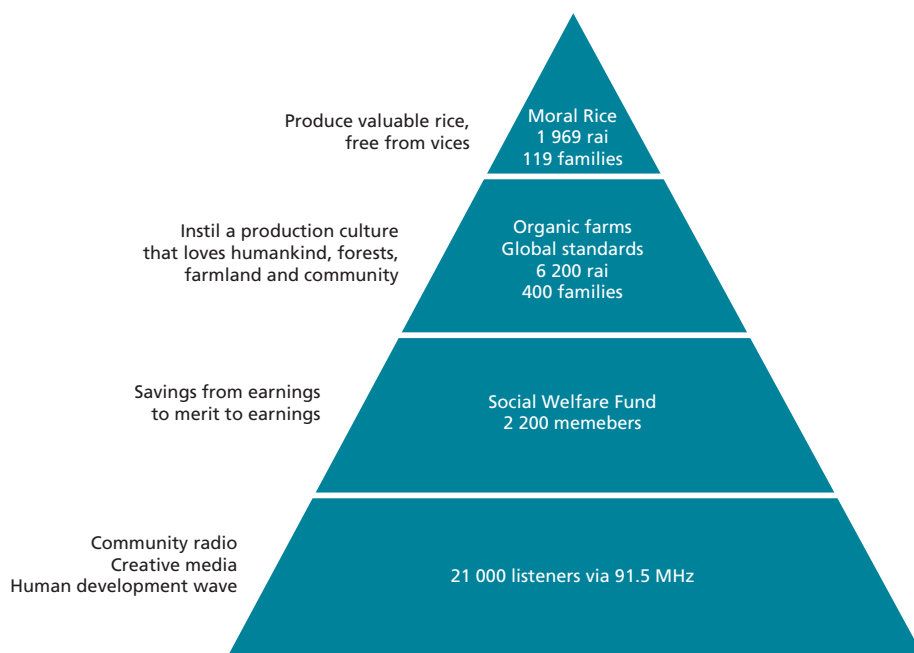 Produce valuable rice,
free from vices
Moral Rice
1 969 rai
119 families
Instil a production culture
that loves humankind, forests,
farmland and community
Organic farms
Global standards
6 200 rai
400 families
Savings from earnings
to merit to earnings
Social Welfare Fund
2 200 memebers
Community radio
Creative media
Human development wave
21 000 listeners via 91.5 MHz